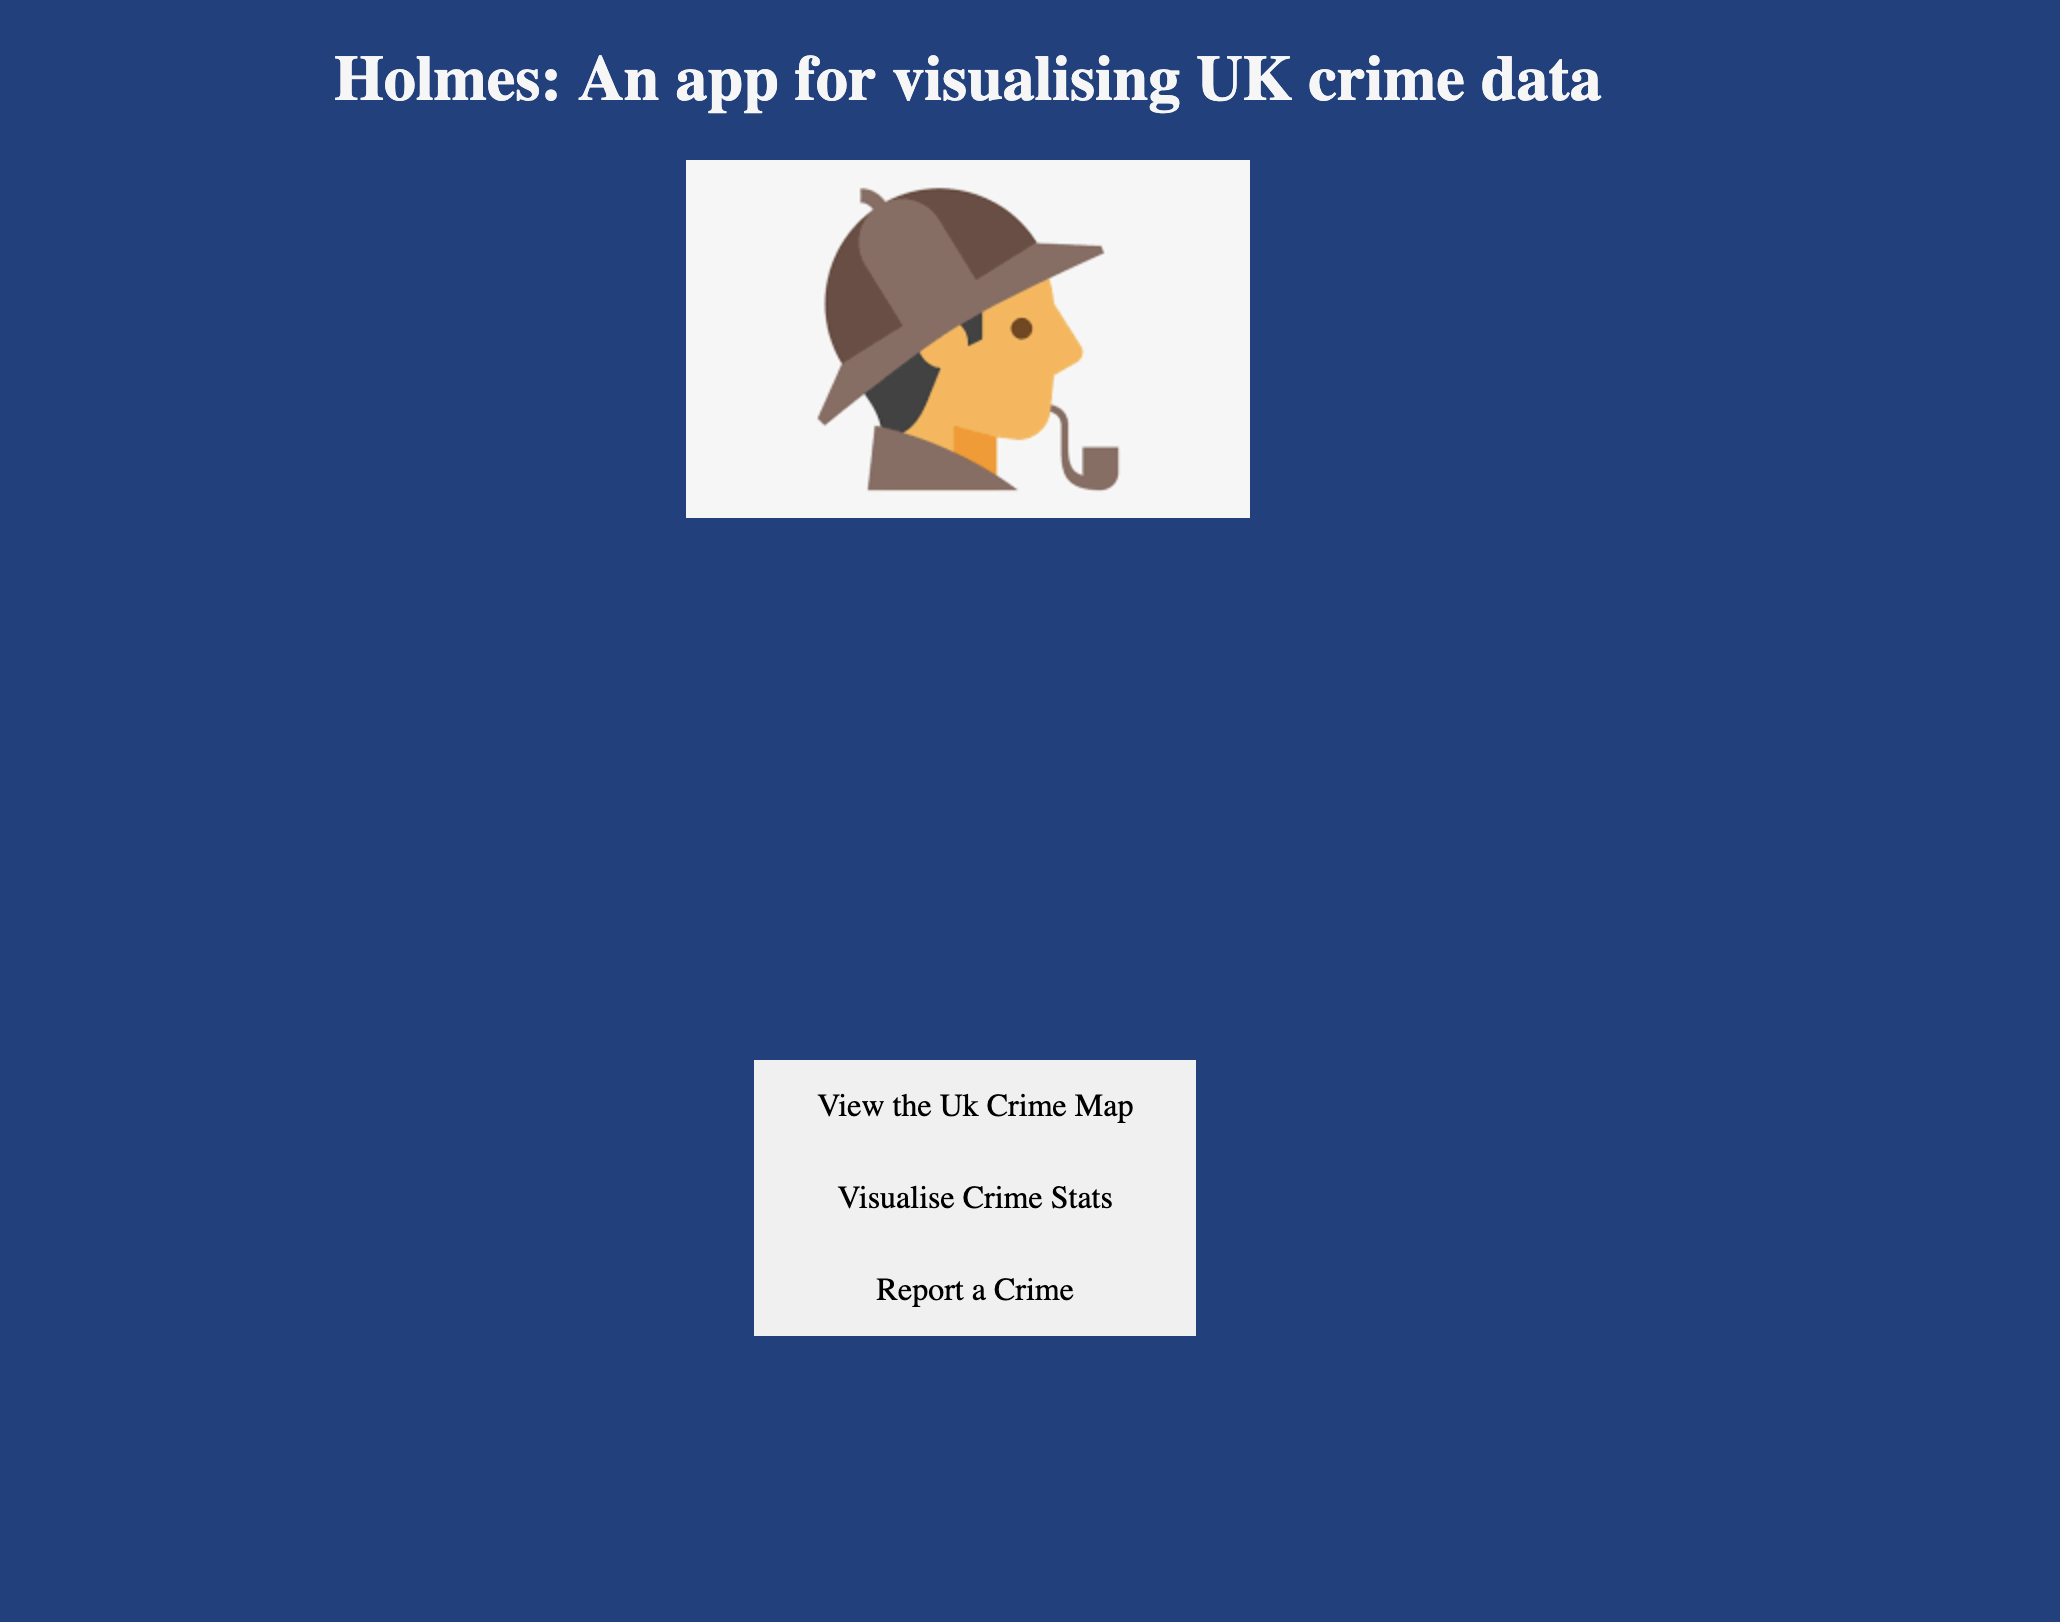 Holmes: An app for visualising UK crime data
View the Uk Crime Map
Visualise Crime Stats
Report a Crime